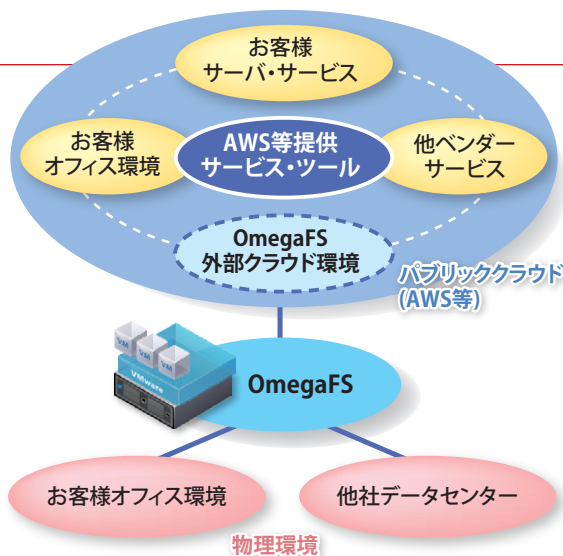 お客様
サーバ・サービス
お客様
オフィス環境
AWS等提供
サービス・ツール
他ベンダー
サービス
OmegaFS
外部クラウド環境
パブリッククラウド
(AWS等)
VM
VM
VM
VMware
OmegaFS
お客様オフィス環境
他社データセンター
物理環境